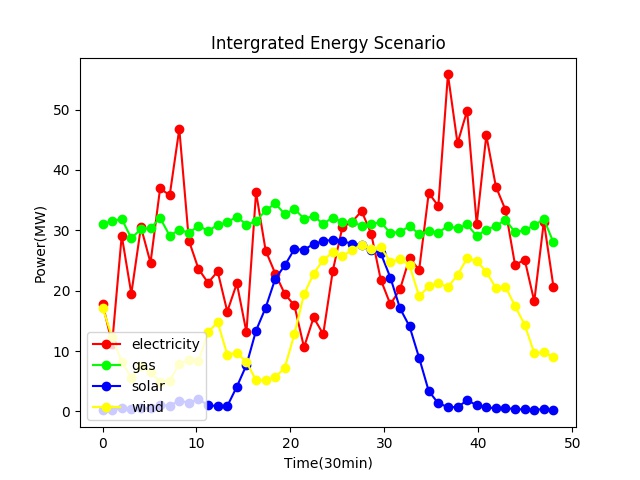 Intergrated Energy Scenario
Power(MW)
50
40
30
20
10
0
electricity
gas
solar
wind
0 10 20 30 40 50
Time(30min)